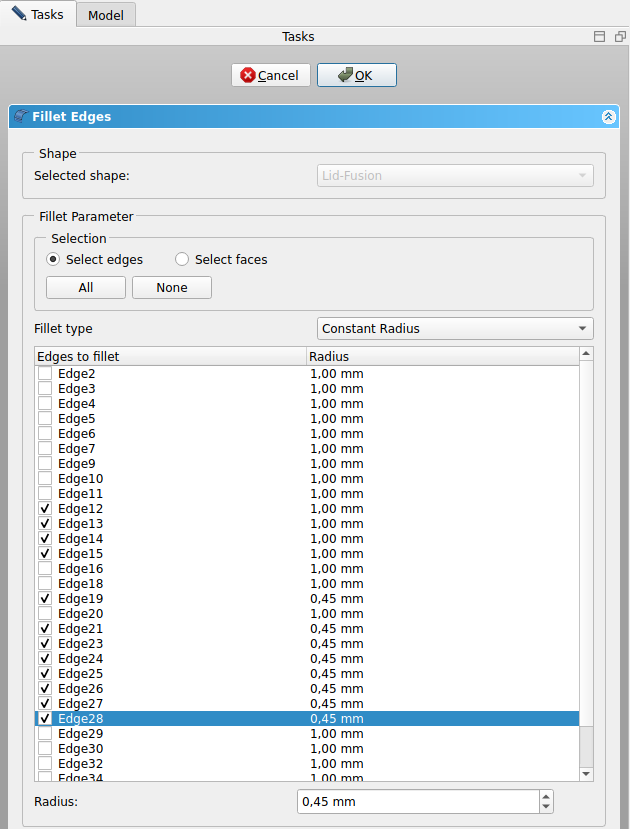 Tasks Model
Tasks
Cancel OK
Fillet Edges
Shape
Selected shape: Lid-Fusion
Fillet Parameter
Selection
Select edges Select faces
All None
Fillet type Constant Radius
Edges to fillet Radius
Edge2 1,00 mm
Edge3 1,00 mm
Edge4 1,00 mm
Edge5 1,00 mm
Edge6 1,00 mm
Edge7 1,00 mm
Edge9 1,00 mm
Edge10 1,00 mm
Edge11 1,00 mm
Edge12 1,00 mm
Edge13 1,00 mm
Edge14 1,00 mm
Edge15 1,00 mm
Edge16 1,00 mm
Edge18 1,00 mm
Edge19 0,45 mm
Edge20 1,00 mm
Edge21 0,45 mm
Edge23 0,45 mm
Edge24 0,45 mm
Edge25 0,45 mm
Edge26 0,45 mm
Edge27 0,45 mm
Edge28 0,45 mm
Edge29 1,00 mm
Edge30 1,00 mm
Edge32 1,00 mm
Edge34 1,00 mm
Radius: 0,45 mm